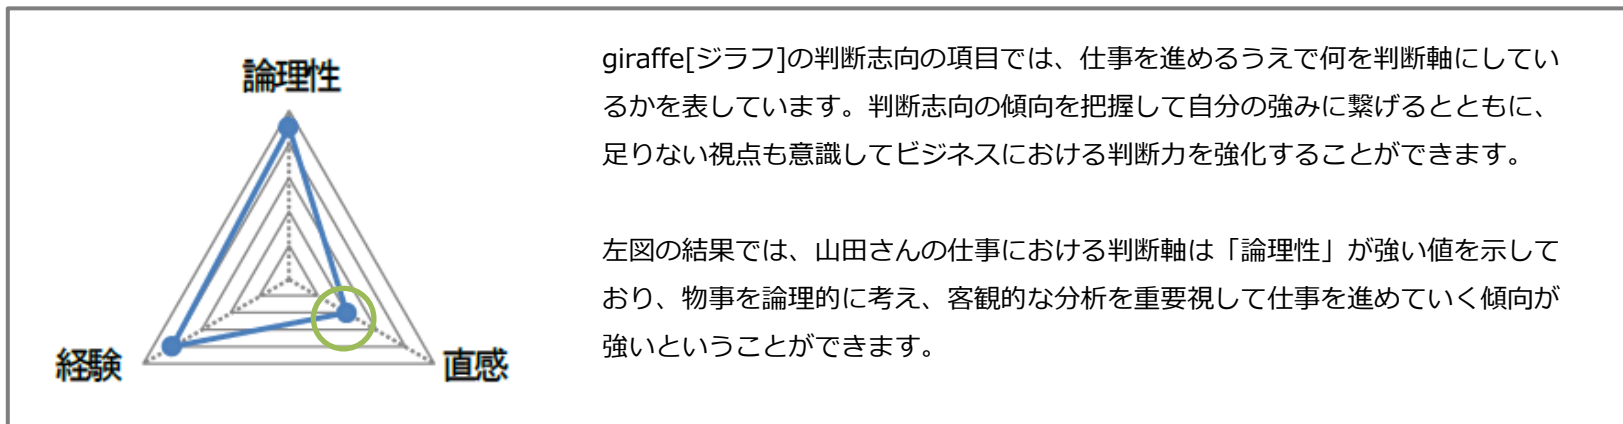 論理性
経験
直感
giraffe[ジラフ]の判断志向の項目では、仕事を進めるうえで何を判断軸にしてい
るかを表しています。判断志向の傾向を把握して自分の強みに繋げるとともに、
足りない視点も意識してビジネスにおける判断力を強化することができます。
左図の結果では、山田さんの仕事における判断軸は「論理性」が強い値を示して
おり、物事を論理的に考え、客観的な分析を重要視して仕事を進めていく傾向が
強いということができます。